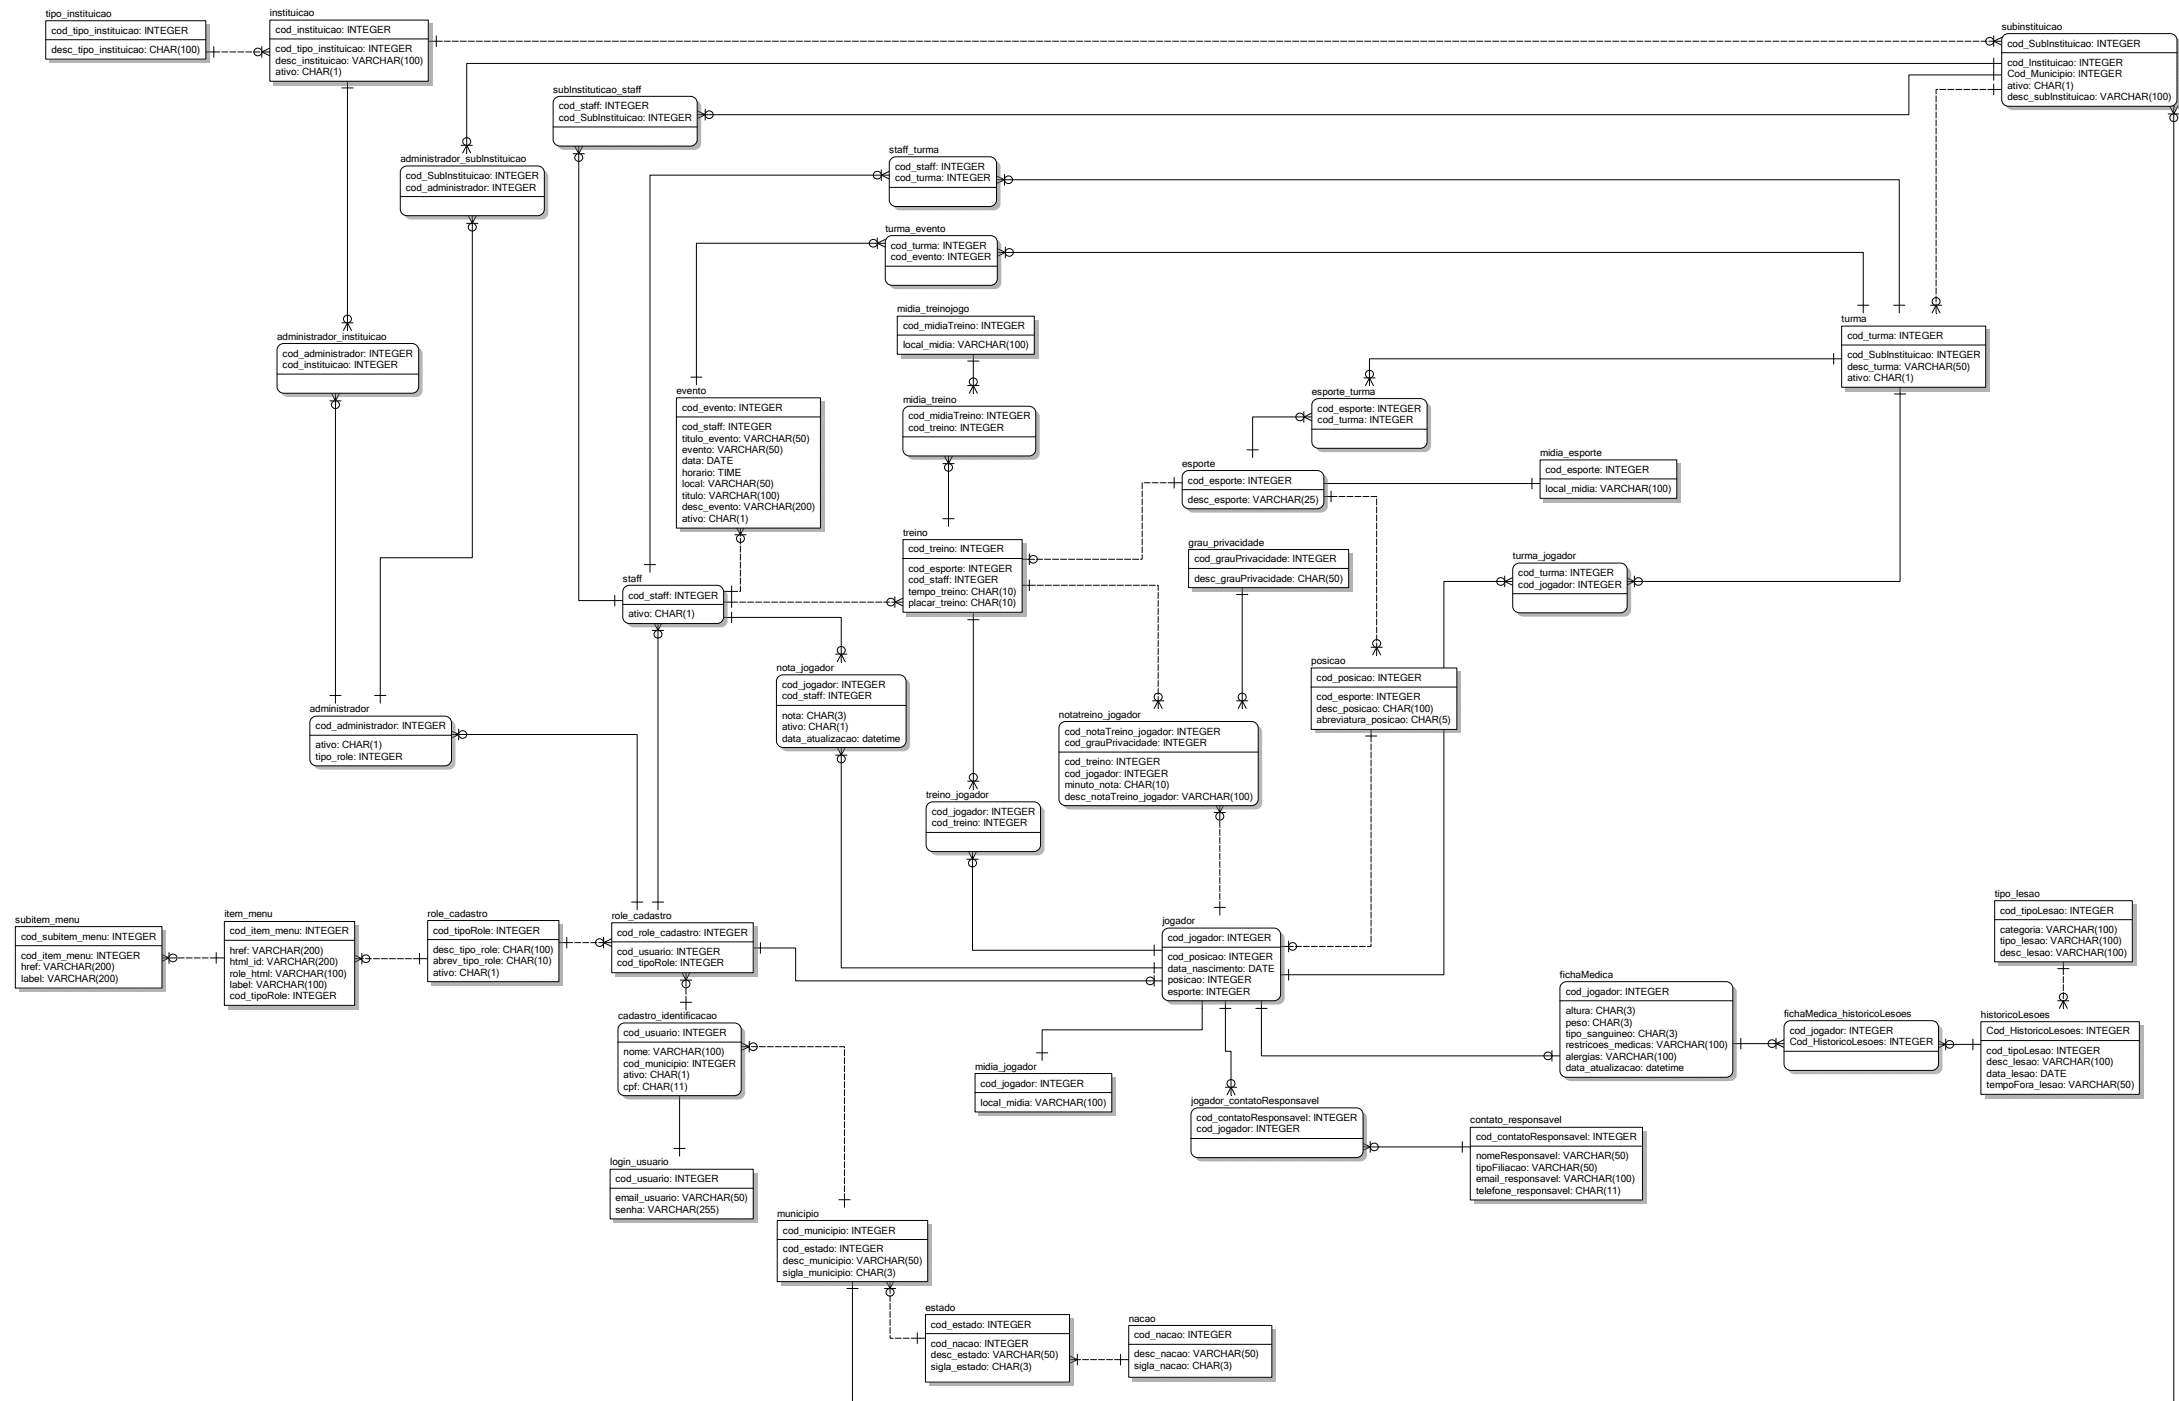 tipo_instituicao
cod_tipo_instituicao: INTEGER
desc_tipo_instituicao: CHAR(100)
instituicao
cod_instituicao: INTEGER
cod_tipo_instituicao: INTEGER
desc_instituicao: VARCHAR(100)
ativo: CHAR(1)
subinstituicao
cod_SubInstituicao: INTEGER
cod_Instituicao: INTEGER
Cod_Municipio: INTEGER
ativo: CHAR(1)
desc_subInstituicao: VARCHAR(100)
subInstituticao_staff
cod_staff: INTEGER
cod_SubInstituicao: INTEGER
administrador_subInstituicao
cod_SubInstituicao: INTEGER
cod_administrador: INTEGER
staff_turma
cod_staff: INTEGER
cod_turma: INTEGER
turma_evento
cod_turma: INTEGER
cod_evento: INTEGER
midia_treinojogo
cod_midiaTreino: INTEGER
local_midia: VARCHAR(100)
turma
cod_turma: INTEGER
cod_SubInstituicao: INTEGER
desc_turma: VARCHAR(50)
ativo: CHAR(1)
administrador_instituicao
cod_administrador: INTEGER
cod_instituicao: INTEGER
evento
cod_evento: INTEGER
cod_staff: INTEGER
titulo_evento: VARCHAR(50)
evento: VARCHAR(50)
data: DATE
horario: TIME
local: VARCHAR(50)
titulo: VARCHAR(100)
desc_evento: VARCHAR(200)
ativo: CHAR(1)
midia_treino
cod_midiaTreino: INTEGER
cod_treino: INTEGER
esporte_turma
cod_esporte: INTEGER
cod_turma: INTEGER
esporte
cod_esporte: INTEGER
desc_esporte: VARCHAR(25)
midia_esporte
cod_esporte: INTEGER
local_midia: VARCHAR(100)
treino
cod_treino: INTEGER
cod_esporte: INTEGER
cod_staff: INTEGER
tempo_treino: CHAR(10)
placar_treino: CHAR(10)
grau_privacidade
cod_grauPrivacidade: INTEGER
desc_grauPrivacidade: CHAR(50)
turma_jogador
cod_turma: INTEGER
cod_jogador: INTEGER
staff
cod_staff: INTEGER
ativo: CHAR(1)
nota_jogador
cod_jogador: INTEGER
cod_staff: INTEGER
nota: CHAR(3)
ativo: CHAR(1)
data_atualizacao: datetime
posicao
cod_posicao: INTEGER
cod_esporte: INTEGER
desc_posicao: CHAR(100)
abreviatura_posicao: CHAR(5)
administrador
cod_administrador: INTEGER
ativo: CHAR(1)
tipo_role: INTEGER
notatreino_jogador
cod_notaTreino_jogador: INTEGER
cod_grauPrivacidade: INTEGER
cod_treino: INTEGER
cod_jogador: INTEGER
minuto_nota: CHAR(10)
desc_notaTreino_jogador: VARCHAR(100)
treino_jogador
cod_jogador: INTEGER
cod_treino: INTEGER
subitem_menu
cod_subitem_menu: INTEGER
cod_item_menu: INTEGER
href: VARCHAR(200)
label: VARCHAR(200)
item_menu
cod_item_menu: INTEGER
href: VARCHAR(200)
html_id: VARCHAR(200)
role_html: VARCHAR(100)
label: VARCHAR(100)
cod_tipoRole: INTEGER
role_cadastro
cod_tipoRole: INTEGER
desc_tipo_role: CHAR(100)
abrev_tipo_role: CHAR(10)
ativo: CHAR(1)
role_cadastro
cod_role_cadastro: INTEGER
cod_usuario: INTEGER
cod_tipoRole: INTEGER
jogador
cod_jogador: INTEGER
cod_posicao: INTEGER
data_nascimento: DATE
posicao: INTEGER
esporte: INTEGER
tipo_lesao
cod_tipoLesao: INTEGER
categoria: VARCHAR(100)
tipo_lesao: VARCHAR(100)
desc_lesao: VARCHAR(100)
fichaMedica
cod_jogador: INTEGER
altura: CHAR(3)
peso: CHAR(3)
tipo_sanguineo: CHAR(3)
restricoes_medicas: VARCHAR(100)
alergias: VARCHAR(100)
data_atualizacao: datetime
fichaMedica_historicoLesoes
cod_jogador: INTEGER
Cod_HistoricoLesoes: INTEGER
historicoLesoes
Cod_HistoricoLesoes: INTEGER
cod_tipoLesao: INTEGER
desc_lesao: VARCHAR(100)
data_lesao: DATE
tempoFora_lesao: VARCHAR(50)
cadastro_identificacao
cod_usuario: INTEGER
nome: VARCHAR(100)
cod_municipio: INTEGER
ativo: CHAR(1)
cpf: CHAR(11)
midia_jogador
cod_jogador: INTEGER
local_midia: VARCHAR(100)
jogador_contatoResponsavel
cod_contatoResponsavel: INTEGER
cod_jogador: INTEGER
contato_responsavel
cod_contatoResponsavel: INTEGER
nomeResponsavel: VARCHAR(50)
tipoFiliacao: VARCHAR(50)
email_responsavel: VARCHAR(100)
telefone_responsavel: CHAR(11)
login_usuario
cod_usuario: INTEGER
email_usuario: VARCHAR(50)
senha: VARCHAR(255)
municipio
cod_municipio: INTEGER
cod_estado: INTEGER
desc_municipio: VARCHAR(50)
sigla_municipio: CHAR(3)
estado
cod_estado: INTEGER
cod_nacao: INTEGER
desc_estado: VARCHAR(50)
sigla_estado: CHAR(3)
nacao
cod_nacao: INTEGER
desc_nacao: VARCHAR(50)
sigla_nacao: CHAR(3)